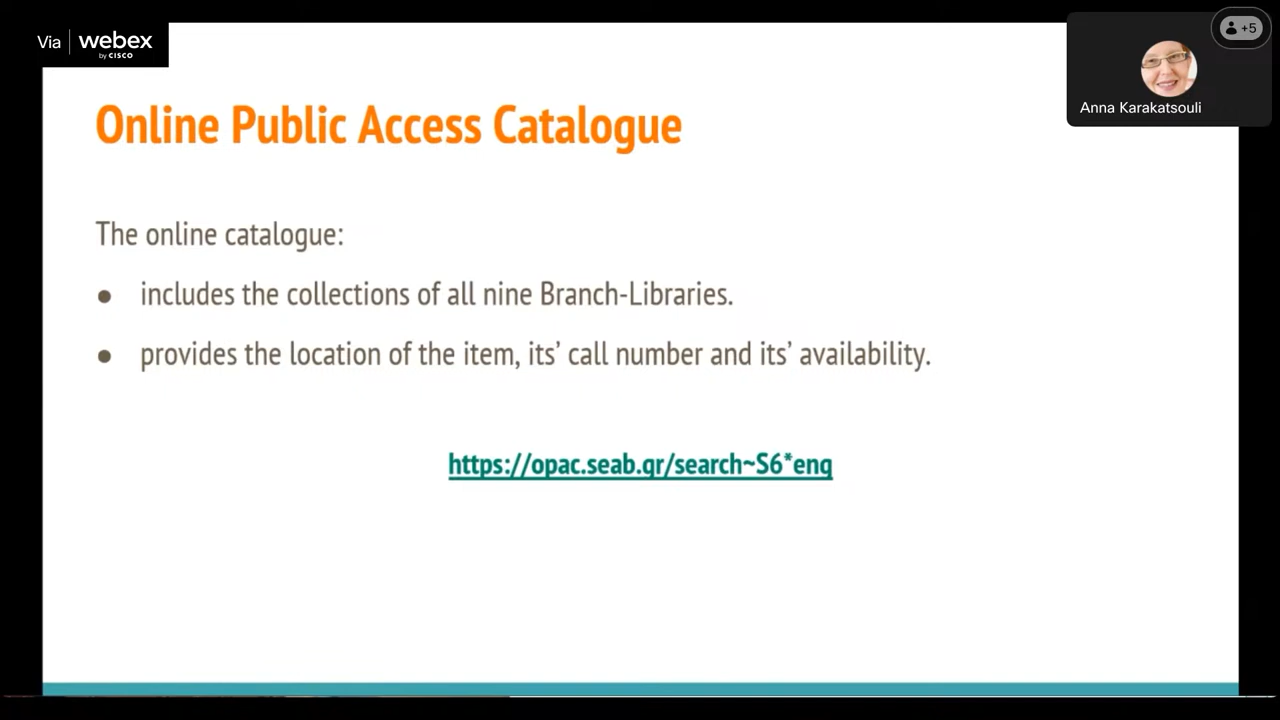 Via webex
by CISCO
+5
Anna Karakatsouli
Online Public Access Catalogue
The online catalogue:
● includes the collections of all nine Branch-Libraries.
● provides the location of the item, its’ call number and its’ availability.
https://opac.seab.gr/search~S6*eng